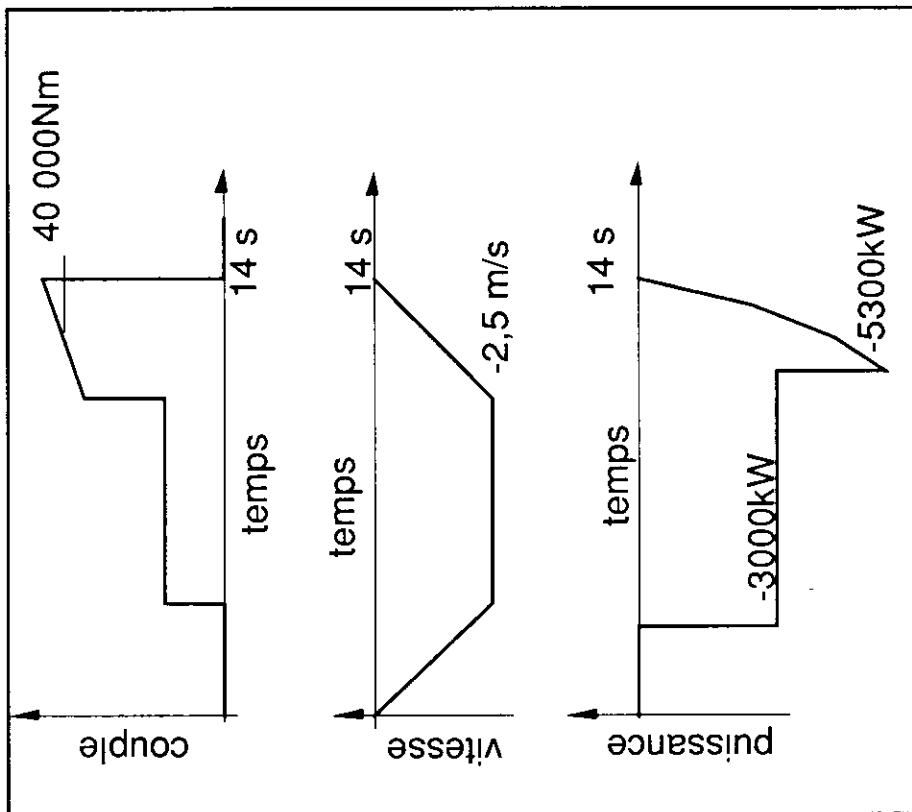 40 000Nm
couple
temps
14 s
vitesse
temps
14 s
-2,5 m/s
puissance
temps
14 s
-3000kW
-5300kW